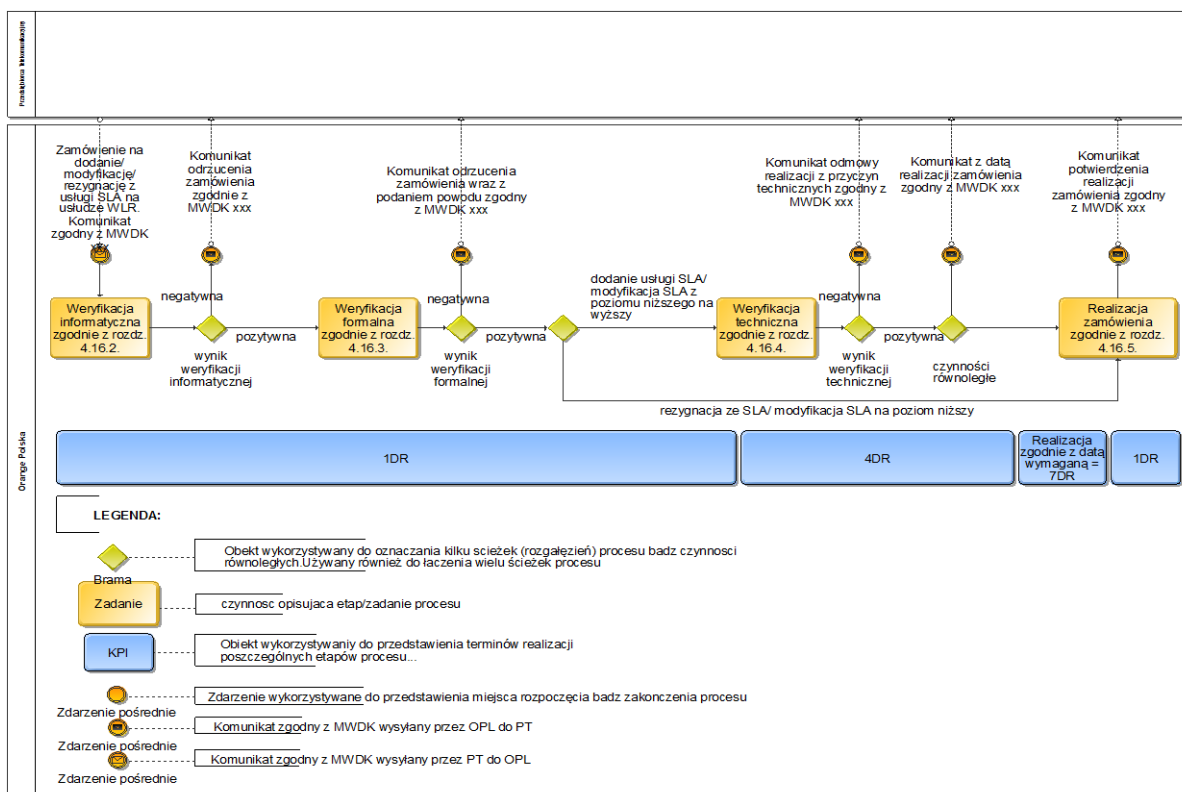 Przedsiębiorca Telekomunikacyjny
Orange Polska
Zamówienie na
dodanie/
modyfikację/
rezygnację z
usługi SLA na
usłudze WLR.
Komunikat
zgodny z MWDK
xxx
Komunikat
odrzucenia
zamówienia
zgodnie z
MWDK xxx
Komunikat odrzucenia
zamówienia wraz z
podaniem powodu zgodny
z MWDK xxx
Komunikat odmowy
realizacji z przyczyn
technicznych zgodny z
MWDK xxx
Komunikat z datą
realizacji zamówienia
zgodny z MWDK xxx
Komunikat
potwierdzenia
realizacji
zamówienia zgodny
z MWDK xxx
Weryfikacja
informatyczna
zgodnie z rozdz.
4.16.2.
negatywna
pozytywna
wynik
weryfikacji
informatycznej
Weryfikacja
formalna
zgodnie z rozdz.
4.16.3.
negatywna
pozytywna
wynik
weryfikacji
formalnej
dodanie usługi SLA/
modyfikacja SLA z
poziomu niższego na
wyższy
Weryfikacja
techniczna
zgodnie z rozdz.
4.16.4.
negatywna
pozytywna
wynik
weryfikacji
technicznej
czynności
równoległe
Realizacja
zamówienia
zgodnie z rozdz.
4.16.5.
rezygnacja ze SLA/ modyfikacja SLA na poziom niższy
1DR
4DR
Realizacja
zgodnie z datą
wymaganą =
7DR
1DR
LEGENDA:
Brama
Obekt wykorzystywany do oznaczania kilku scieżek (rozgałęzień) procesu badz czynnosci
równoległych.Używany również do łaczenia wielu ścieżek procesu
Zadanie
czynnosc opisujaca etap/zadanie procesu
KPI
Obiekt wykorzystywaniy do przedstawienia terminów realizacji
poszczególnych etapów procesu...
Zdarzenie pośrednie
Zdarzenie wykorzystywane do przedstawienia miejsca rozpoczęcia badz zakonczenia procesu
Zdarzenie pośrednie
Komunikat zgodny z MWDK wysyłany przez OPL do PT
Zdarzenie pośrednie
Komunikat zgodny z MWDK wysyłany przez PT do OPL